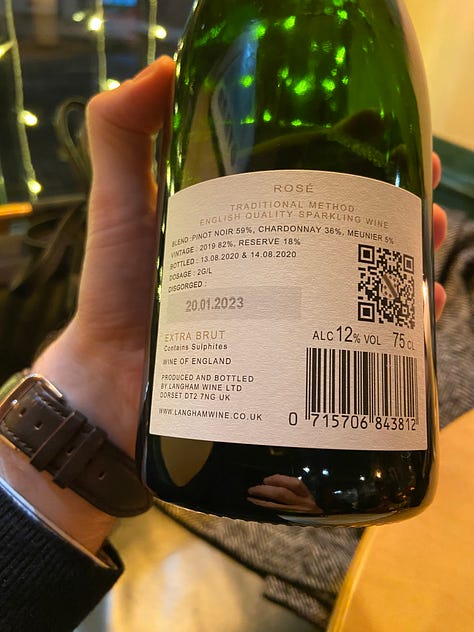 ROSÉ
TRADITIONAL METHOD
ENGLISH QUALITY SPARKLING WINE
BLEND : PINOT NOIR 59%, CHARDONNAY 36%, MEUNIER 5%
VINTAGE : 2019 82%, RESERVE 18%
BOTTLED : 13.08.2020 & 14.08.2020
DOSAGE : 2G/L
DISGORGED :
20.01.2023
EXTRA BRUT
Contains Sulphites
WINE OF ENGLAND
PRODUCED AND BOTTLED
BY LANGHAM WINE LTD
DORSET DT2 7NG UK
WWW.LANGHAMWINE.CO.UK
ALC 12% VOL 75 CL
0 715706 843812